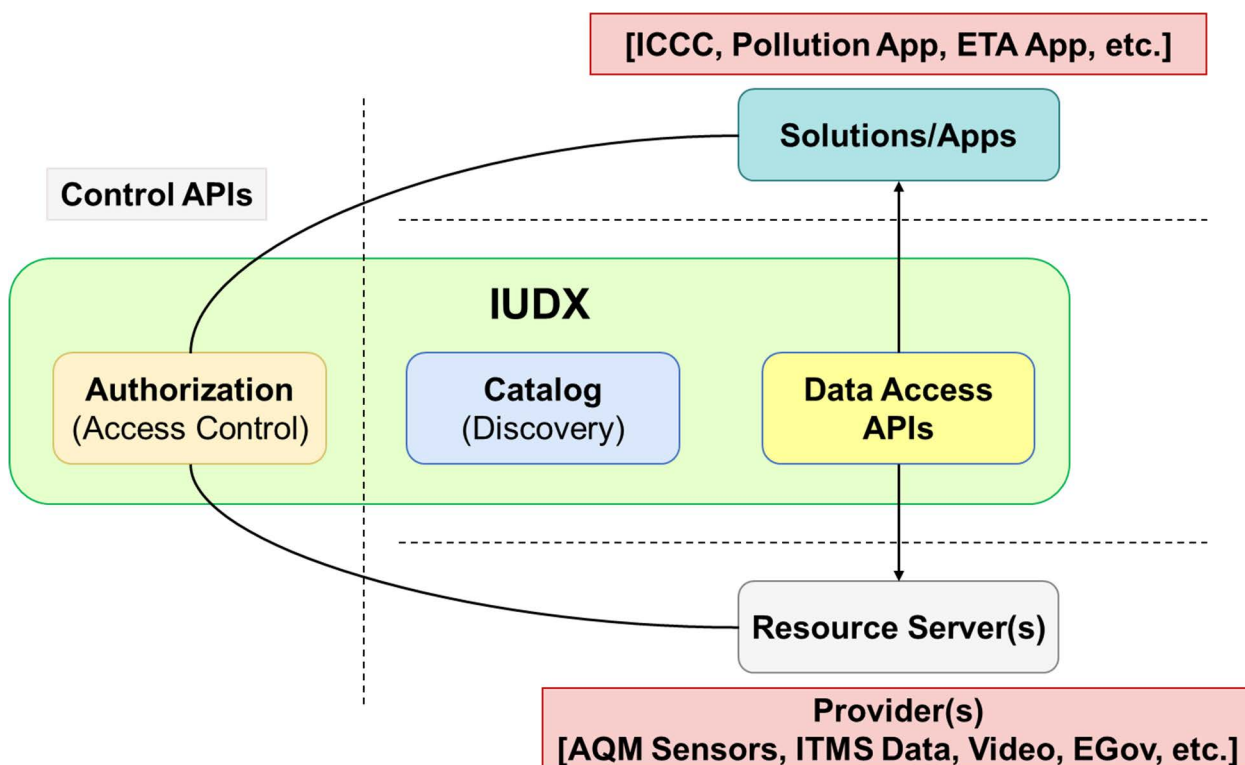 [ICCC, Pollution App, ETA App, etc.]
Solutions/Apps
Control APIs
IUDX
Authorization
(Access Control)
Catalog
(Discovery)
Data Access
APIs
Resource Server(s)
Provider(s)
[AQM Sensors, ITMS Data, Video, EGov, etc.]